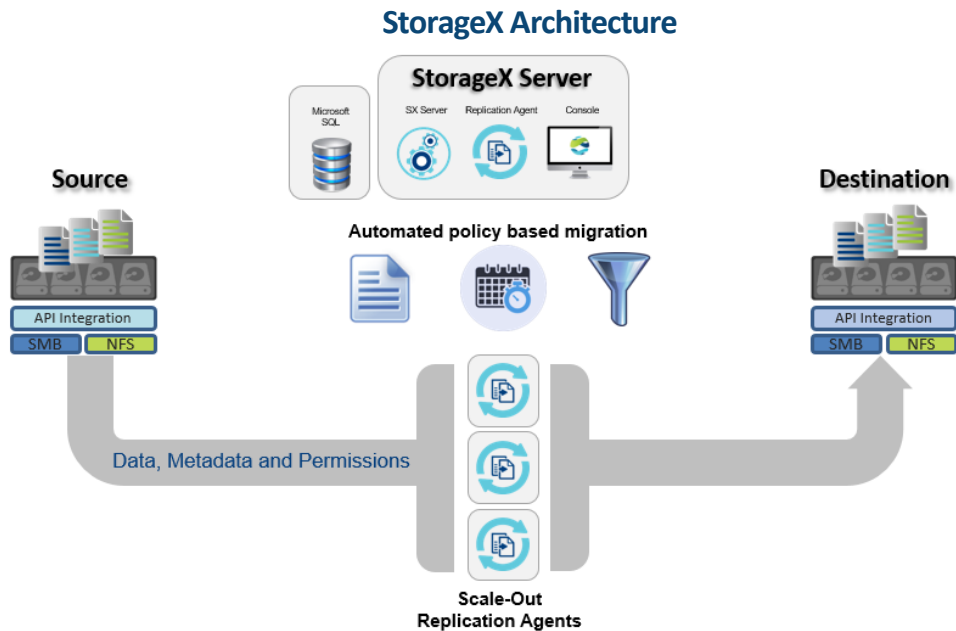 StorageX Architecture
StorageX Server
Microsoft
SQL
SX Server
Replication Agent
Console
Source
Destination
Automated policy based migration
API Integration
SMB
NFS
API Integration
SMB
NFS
Data, Metadata and Permissions
Scale-Out
Replication Agents